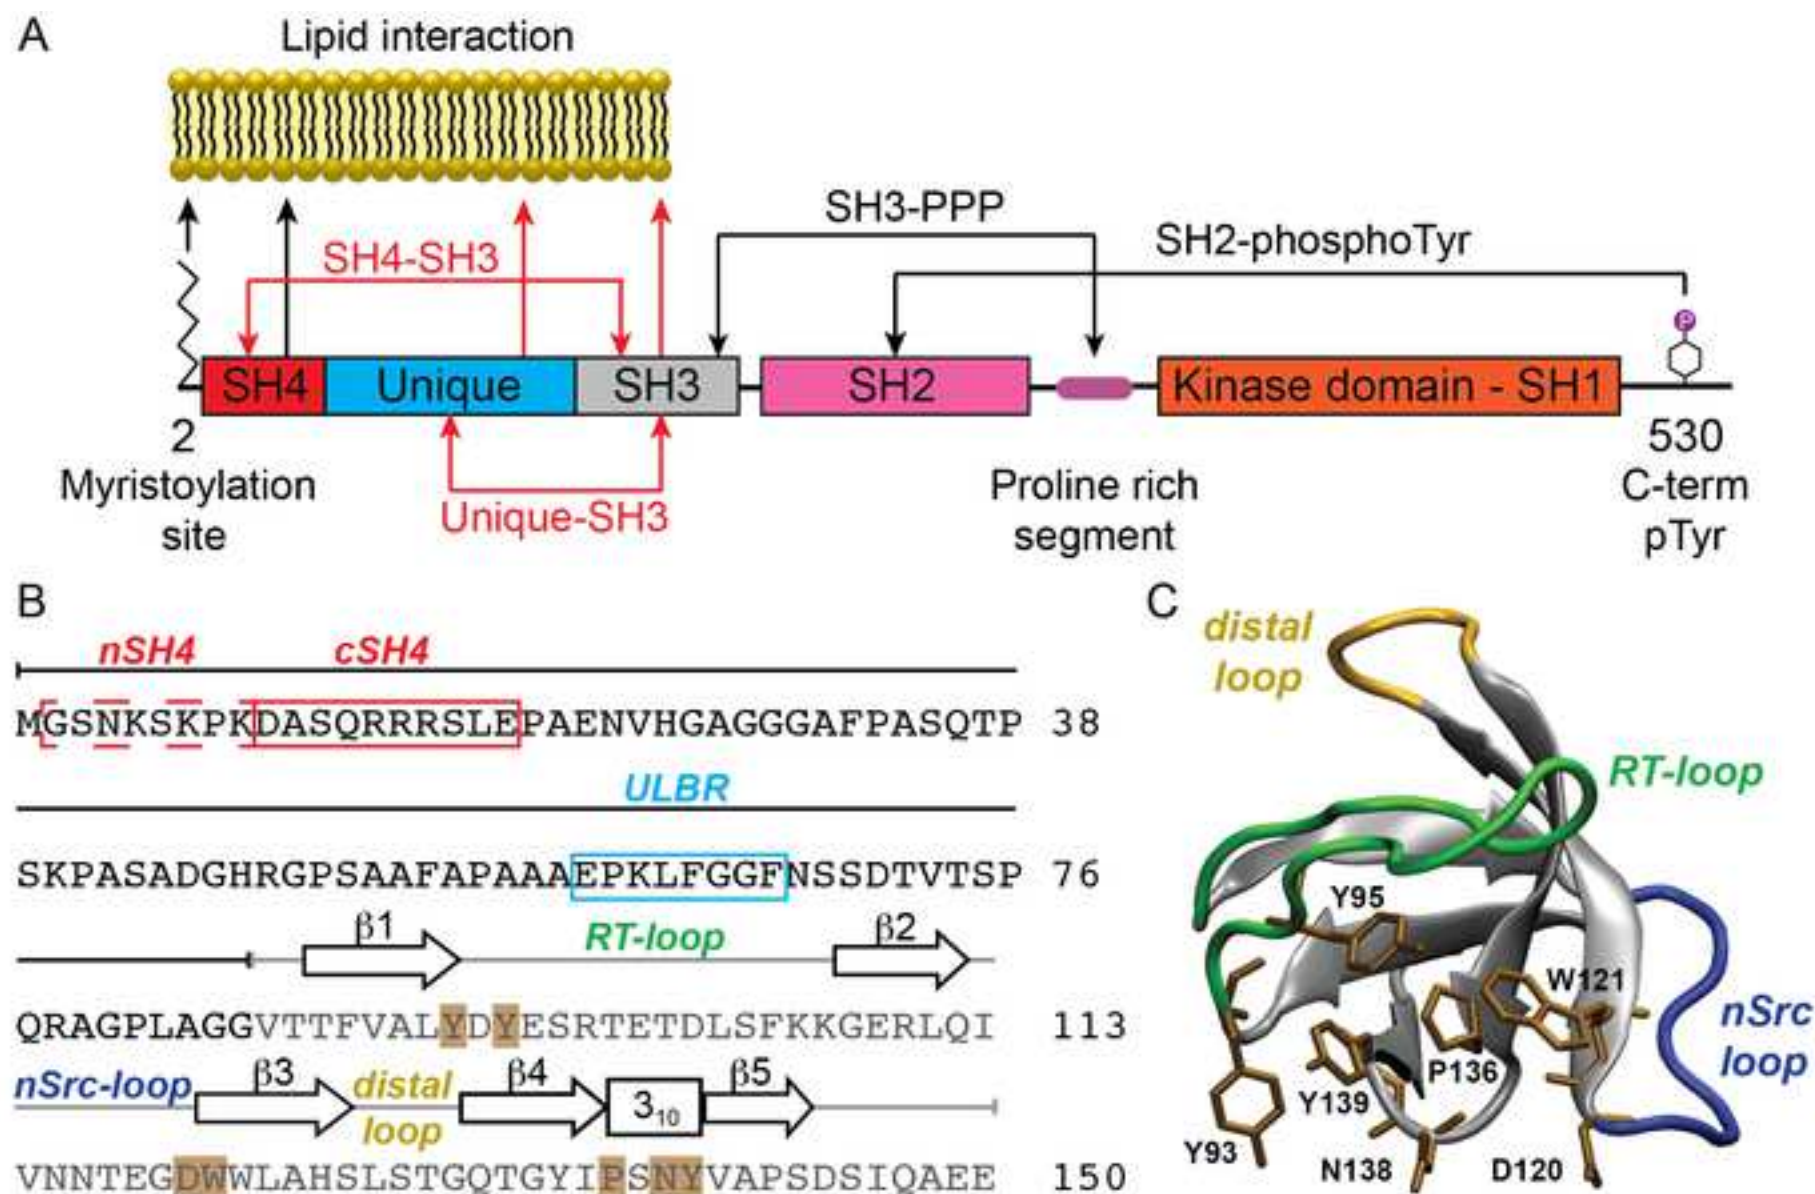 A
Lipid interaction
SH3-PPP
SH2-phosphoTyr
SH4-SH3
P
SH4 Unique SH3 SH2 Kinase domain - SH1
2
530
Myristoylation
site
Unique-SH3
Proline rich
segment
C-term
pTyr
B
nSH4 cSH4
MGSNKSKPKDASQRRRSLEPAENVHGAGGGAFPASQTP 38
ULBR
SKPASADGHRGPSAAFAPAAAEPKLFGGFNSSDTVTSP 76
β1 RT-loop β2
QRAGPLAGGVTTFVALYDYESRTETDLSFKKGERLQI 113
nSrc-loop β3 distal loop β4 3₁₀ β5
VNNTEGDWWLAHSLSTGQTGYIPSNYVAPSDSIQAEE 150
C
distal
loop
RT-loop
Y95
W121
nSrc
loop
P136
Y139
Y93
N138
D120